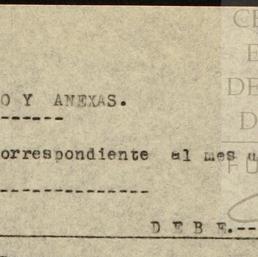 O Y ANEXAS.
orrespondiente al mes
D E B E.--